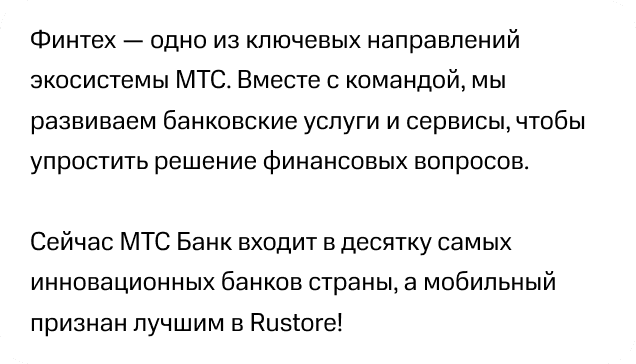 Финтех — одно из ключевых направлений
экосистемы МТС. Вместе с командой, мы
развиваем банковские услуги и сервисы, чтобы
упростить решение финансовых вопросов.
Сейчас МТС Банк входит в десятку самых
инновационных банков страны, а мобильный
признан лучшим в Rustore!